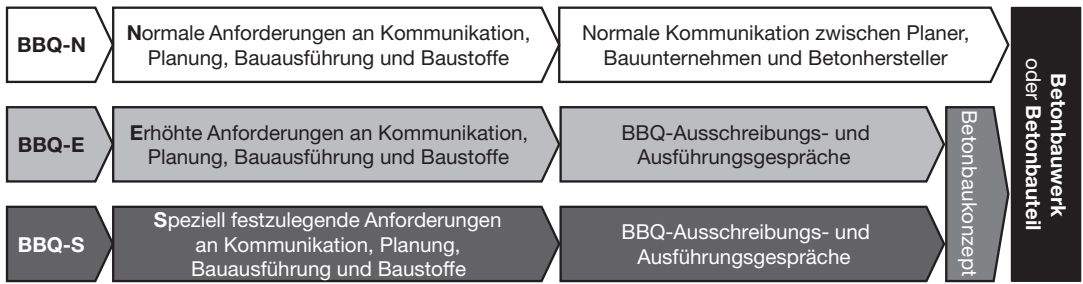 BBQ-N
Normale Anforderungen an Kommunikation,
Planung, Bauausführung und Baustoffe
Normale Kommunikation zwischen Planer,
Bauunternehmen und Betonhersteller
BBQ-E
Erhöhte Anforderungen an Kommunikation,
Planung, Bauausführung und Baustoffe
BBQ-Ausschreibungs- und
Ausführungsgespräche
BBQ-S
Speziell festzulegende Anforderungen
an Kommunikation, Planung,
Bauausführung und Baustoffe
BBQ-Ausschreibungs- und
Ausführungsgespräche
Betonbaukonzept
Betonbauwerk
oder Betonbauteil